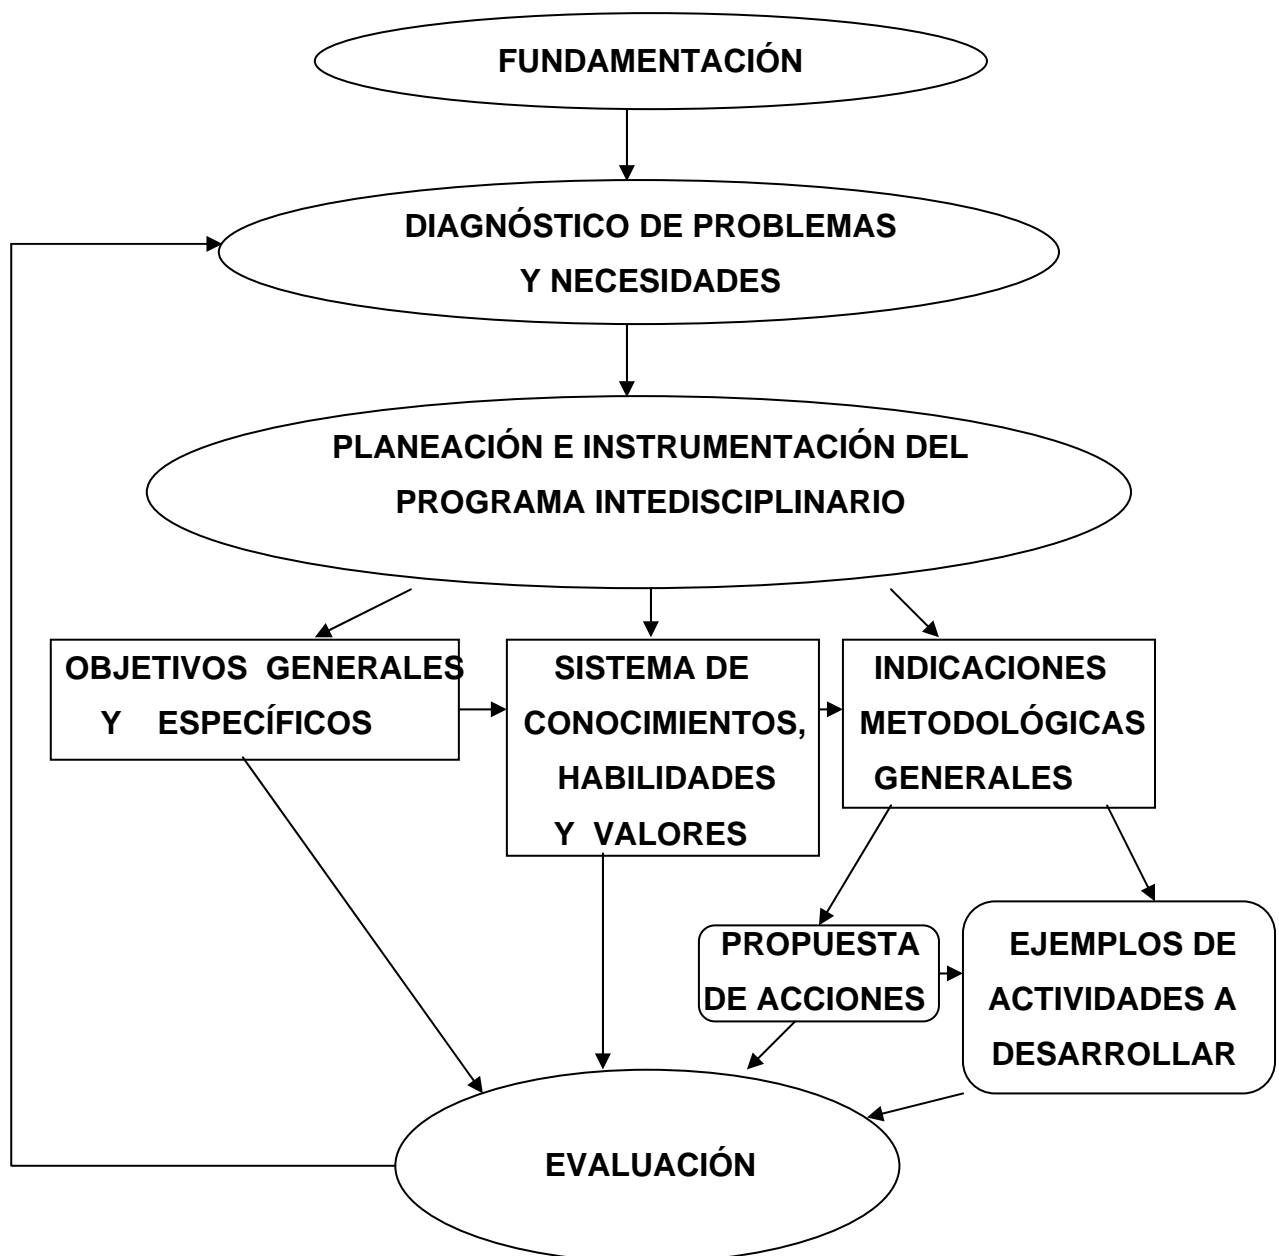 FUNDAMENTACIÓN
DIAGNÓSTICO DE PROBLEMAS
Y NECESIDADES
PLANEACIÓN E INSTRUMENTACIÓN DEL
PROGRAMA INTEDISCIPLINARIO
OBJETIVOS GENERALES
Y ESPECÍFICOS
SISTEMA DE
CONOCIMIENTOS,
HABILIDADES
Y VALORES
INDICACIONES
METODOLÓGICAS
GENERALES
PROPUESTA
DE ACCIONES
EJEMPLOS DE
ACTIVIDADES A
DESARROLLAR
EVALUACIÓN